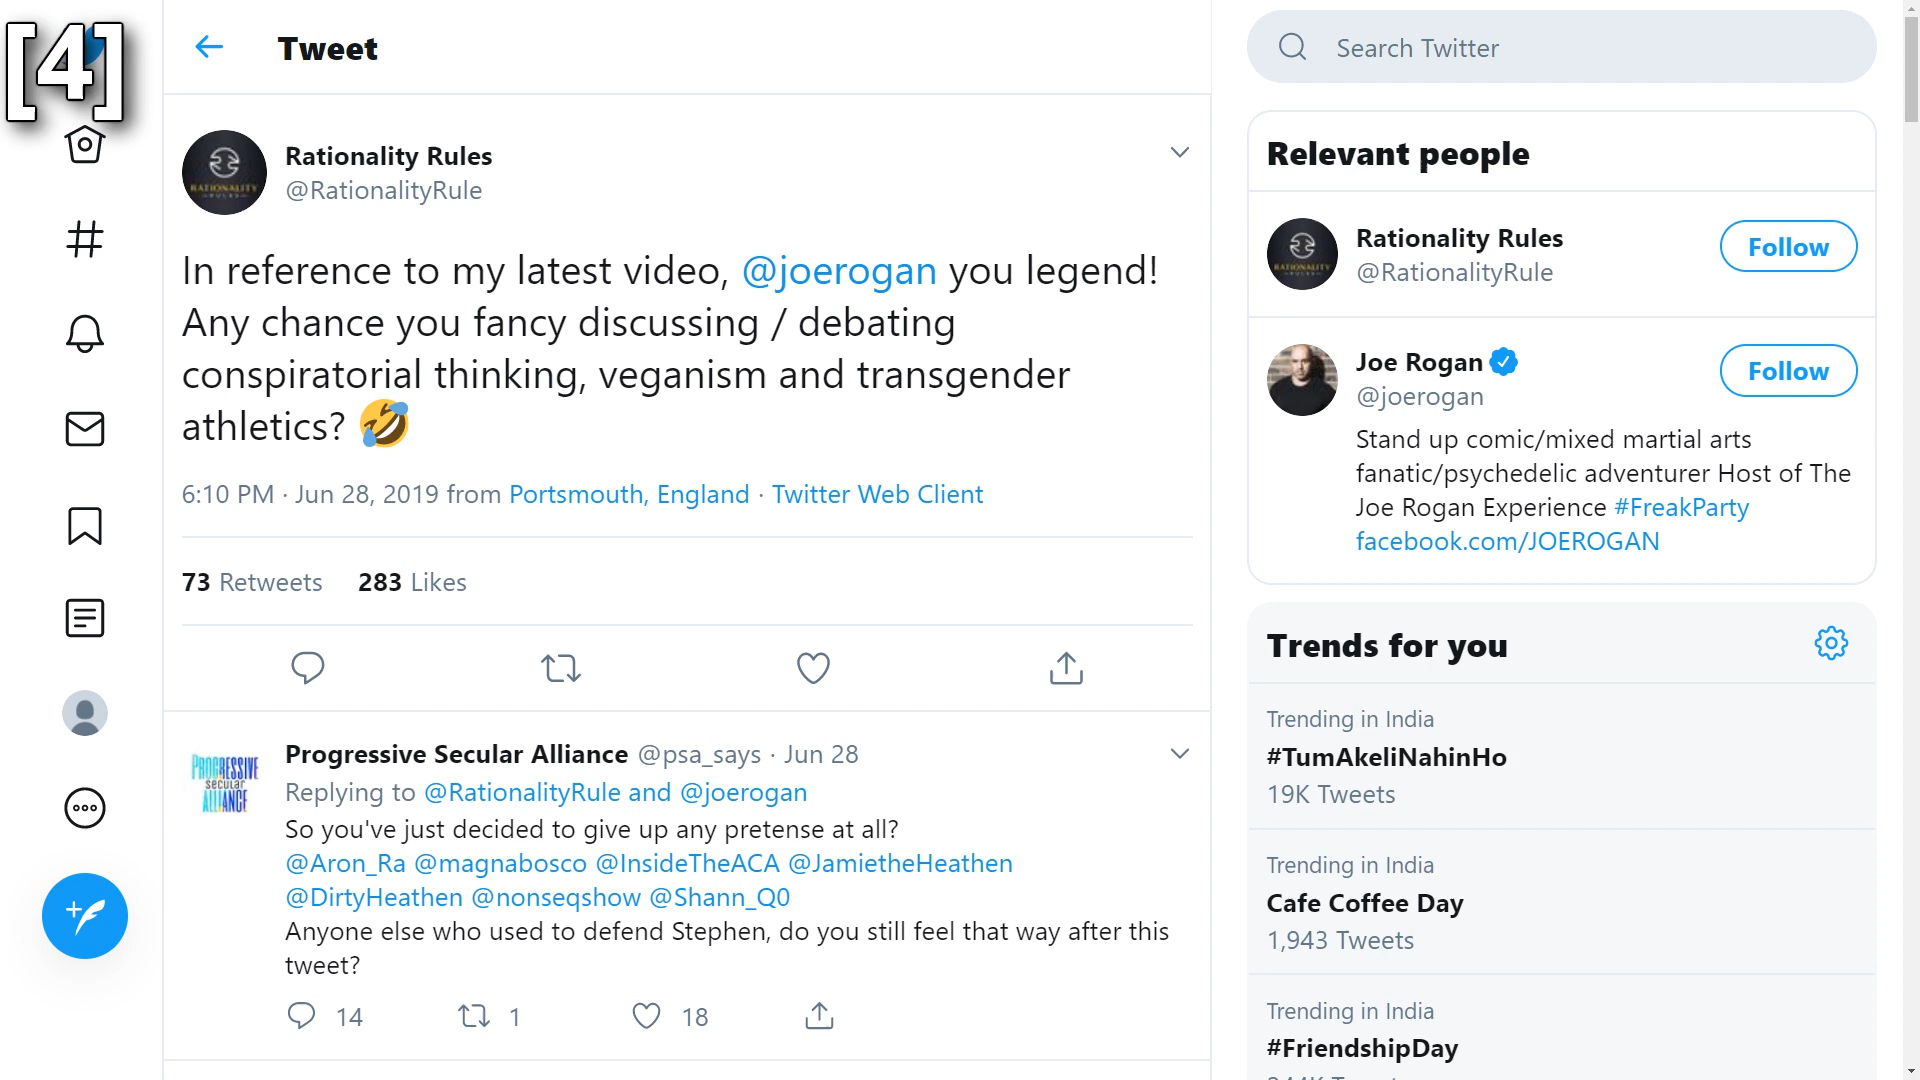 [4]
Tweet
Rationality Rules
@RationalityRule
In reference to my latest video, @joerogan you legend!
Any chance you fancy discussing / debating
conspiratorial thinking, veganism and transgender
athletics? 🤣
6:10 PM · Jun 28, 2019 from Portsmouth, England · Twitter Web Client
73 Retweets 283 Likes
PROGRESSIVE
secular
ALLIANCE
Progressive Secular Alliance @psa_says · Jun 28
Replying to @RationalityRule and @joerogan
So you've just decided to give up any pretense at all?
@Aron_Ra @magnabosco @InsideTheACA @JamietheHeathen
@DirtyHeathen @nonseqshow @Shann_Q0
Anyone else who used to defend Stephen, do you still feel that way after this
tweet?
14 1 18
Search Twitter
Relevant people
Rationality Rules
@RationalityRule
Follow
Joe Rogan
@joerogan
Follow
Stand up comic/mixed martial arts
fanatic/psychedelic adventurer Host of The
Joe Rogan Experience #FreakParty
facebook.com/JOEROGAN
Trends for you
Trending in India
#TumAkeliNahinHo
19K Tweets
Trending in India
Cafe Coffee Day
1,943 Tweets
Trending in India
#FriendshipDay